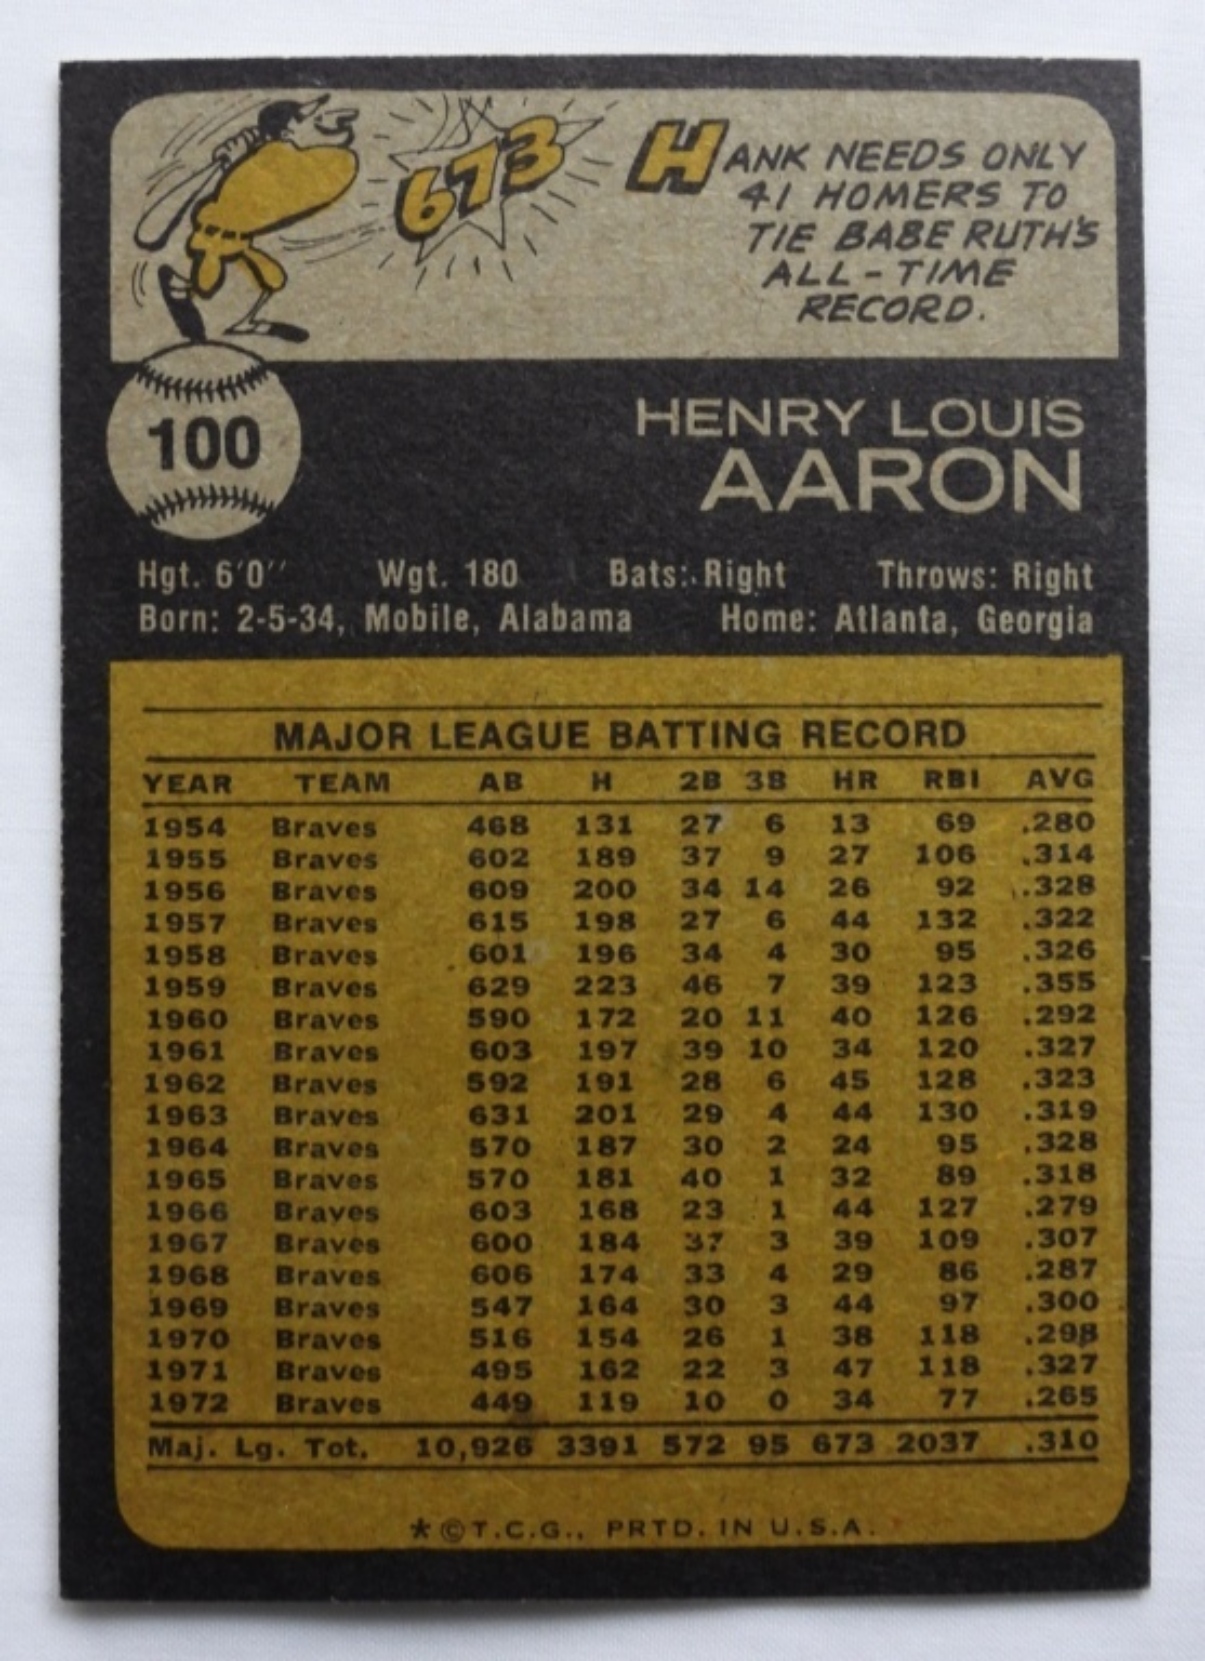 673
HANK NEEDS ONLY
41 HOMERS TO
TIE BABE RUTH'S
ALL-TIME
RECORD.
100
HENRY LOUIS
AARON
Hgt. 6'0" Wgt. 180 Bats: Right Throws: Right
Born: 2-5-34, Mobile, Alabama Home: Atlanta, Georgia
MAJOR LEAGUE BATTING RECORD
YEAR TEAM AB H 2B 3B HR RBI AVG
1954 Braves 468 131 27 6 13 69 .280
1955 Braves 602 189 37 9 27 106 .314
1956 Braves 609 200 34 14 26 92 .328
1957 Braves 615 198 27 6 44 132 .322
1958 Braves 601 196 34 4 30 95 .326
1959 Braves 629 223 46 7 39 123 .355
1960 Braves 590 172 20 11 40 126 .292
1961 Braves 603 197 39 10 34 120 .327
1962 Braves 592 191 28 6 45 128 .323
1963 Braves 631 201 29 4 44 130 .319
1964 Braves 570 187 30 2 24 95 .328
1965 Braves 570 181 40 1 32 89 .318
1966 Braves 603 168 23 1 44 127 .279
1967 Braves 600 184 37 3 39 109 .307
1968 Braves 606 174 33 4 29 86 .287
1969 Braves 547 164 30 3 44 97 .300
1970 Braves 516 154 26 1 38 118 .298
1971 Braves 495 162 22 3 47 118 .327
1972 Braves 449 119 10 0 34 77 .265
Maj. Lg. Tot. 10,926 3391 572 95 673 2037 .310
*©T.C.G., PRTD. IN U.S.A.